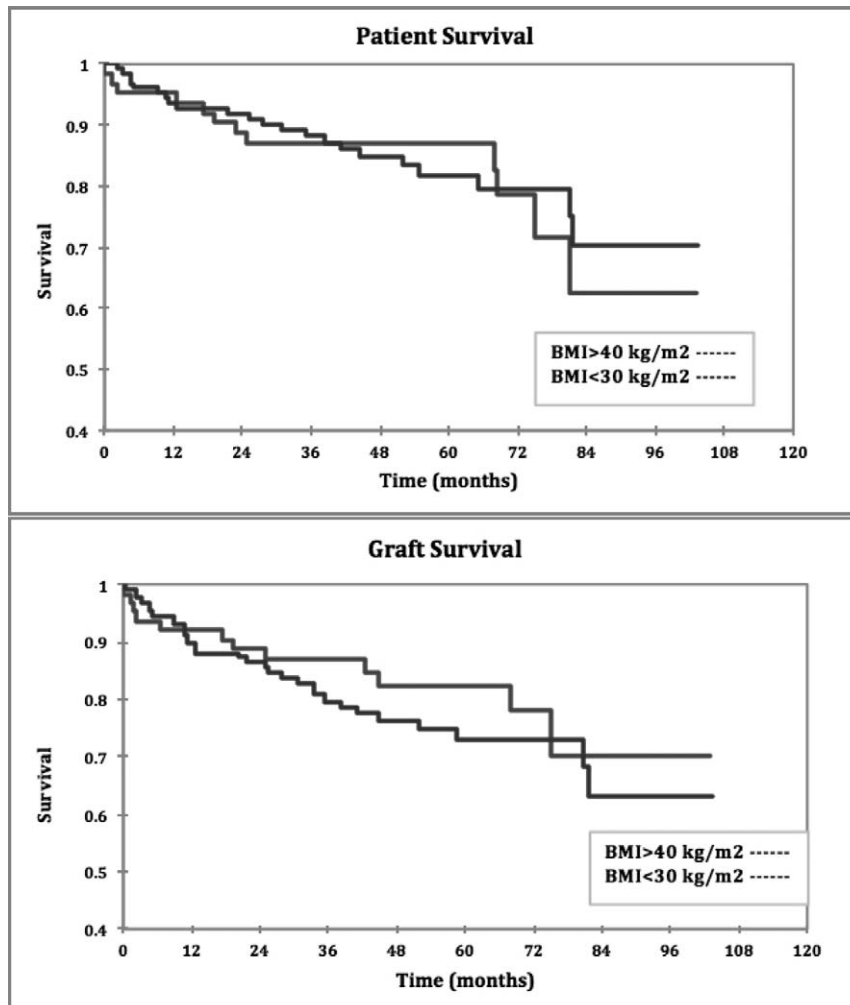 Patient Survival
1
0.9
0.8
0.7
0.6
0.5
0.4
Survival
BMI>40 kg/m2 ------
BMI<30 kg/m2 ------
0 12 24 36 48 60 72 84 96 108 120
Time (months)
Graft Survival
1
0.9
0.8
0.7
0.6
0.5
0.4
Survival
BMI>40 kg/m2 ------
BMI<30 kg/m2 ------
0 12 24 36 48 60 72 84 96 108 120
Time (months)